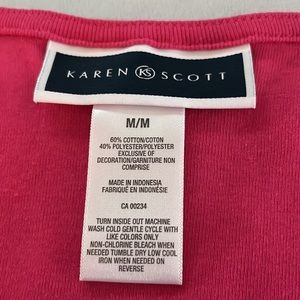 KAREN KS SCOTT
M/M
60% COTTON/COTON
40% POLYESTER/POLYESTER
EXCLUSIVE OF
DECORATION/GARNITURE NON
COMPRISE
MADE IN INDONESIA
FABRIQUÉ EN INDONÉSIE
CA 00234
TURN INSIDE OUT MACHINE
WASH COLD GENTLE CYCLE WITH
LIKE COLORS ONLY
NON-CHLORINE BLEACH WHEN
NEEDED TUMBLE DRY LOW COOL
IRON WHEN NEEDED ON
REVERSE